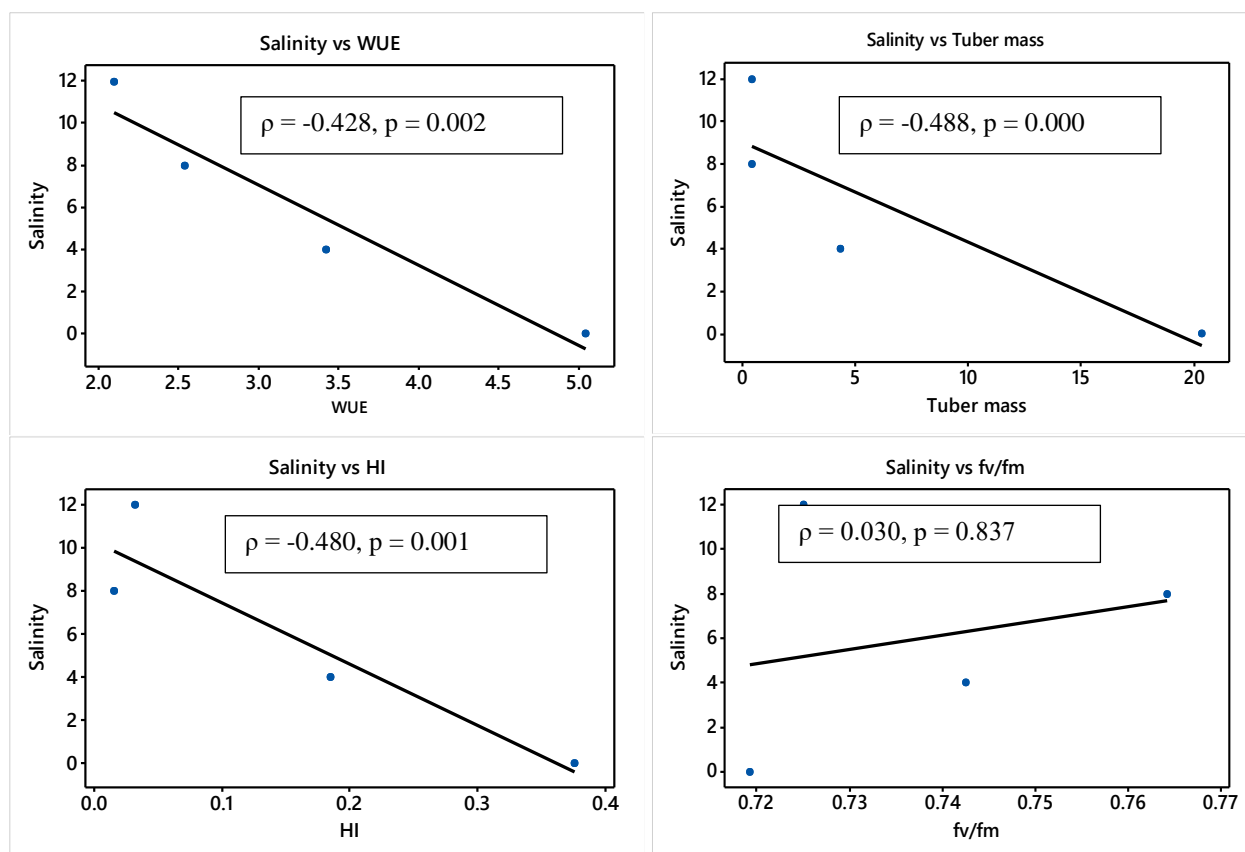 Salinity vs WUE
12
10
8
6
4
2
0
Salinity
ρ = -0.428, p = 0.002
2.0 2.5 3.0 3.5 4.0 4.5 5.0
WUE
Salinity vs Tuber mass
12
10
8
6
4
2
0
Salinity
ρ = -0.488, p = 0.000
0 5 10 15 20
Tuber mass
Salinity vs HI
12
10
8
6
4
2
0
Salinity
ρ = -0.480, p = 0.001
0.0 0.1 0.2 0.3 0.4
HI
Salinity vs fv/fm
12
10
8
6
4
2
0
Salinity
ρ = 0.030, p = 0.837
0.72 0.73 0.74 0.75 0.76 0.77
fv/fm